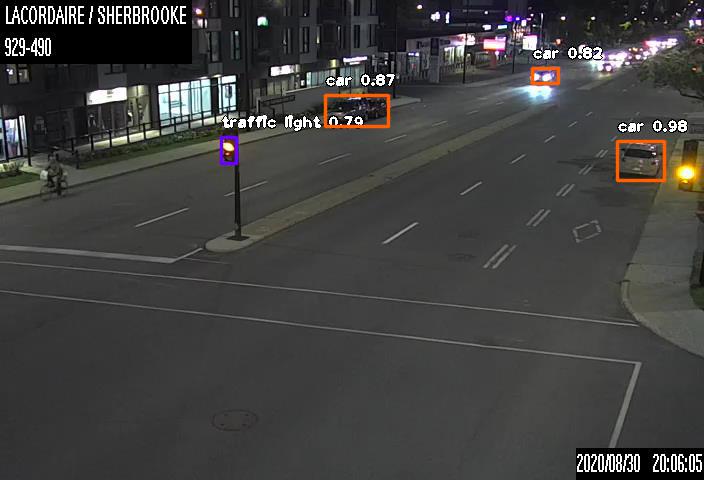 LACORDAIRE / SHERBROOKE
929-490
car 0.82
car 0.87
traffic light 0.79
car 0.98
2020/08/30 20:06:05